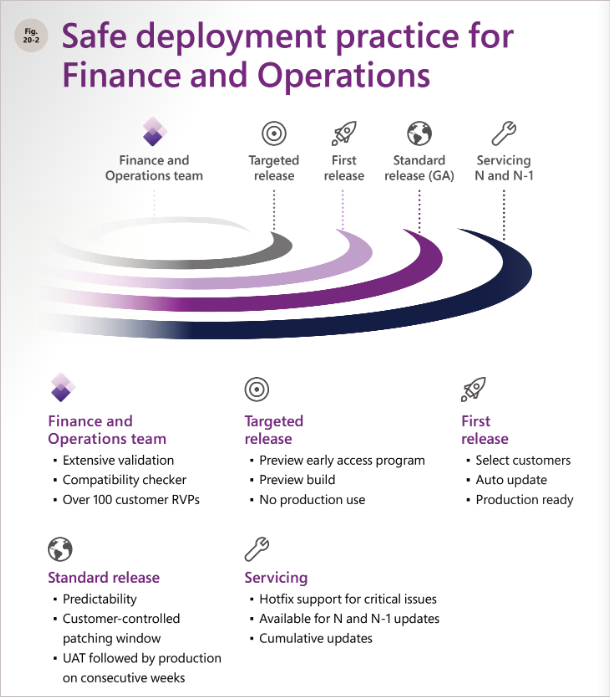 Fig.
20-2
Safe deployment practice for
Finance and Operations
Finance and
Operations team
Targeted
release
First
release
Standard
release (GA)
Servicing
N and N-1
Finance and
Operations team
▪ Extensive validation
▪ Compatibility checker
▪ Over 100 customer RVPs
Targeted
release
▪ Preview early access program
▪ Preview build
▪ No production use
First
release
▪ Select customers
▪ Auto update
▪ Production ready
Standard release
▪ Predictability
▪ Customer-controlled
patching window
▪ UAT followed by production
on consecutive weeks
Servicing
▪ Hotfix support for critical issues
▪ Available for N and N-1 updates
▪ Cumulative updates